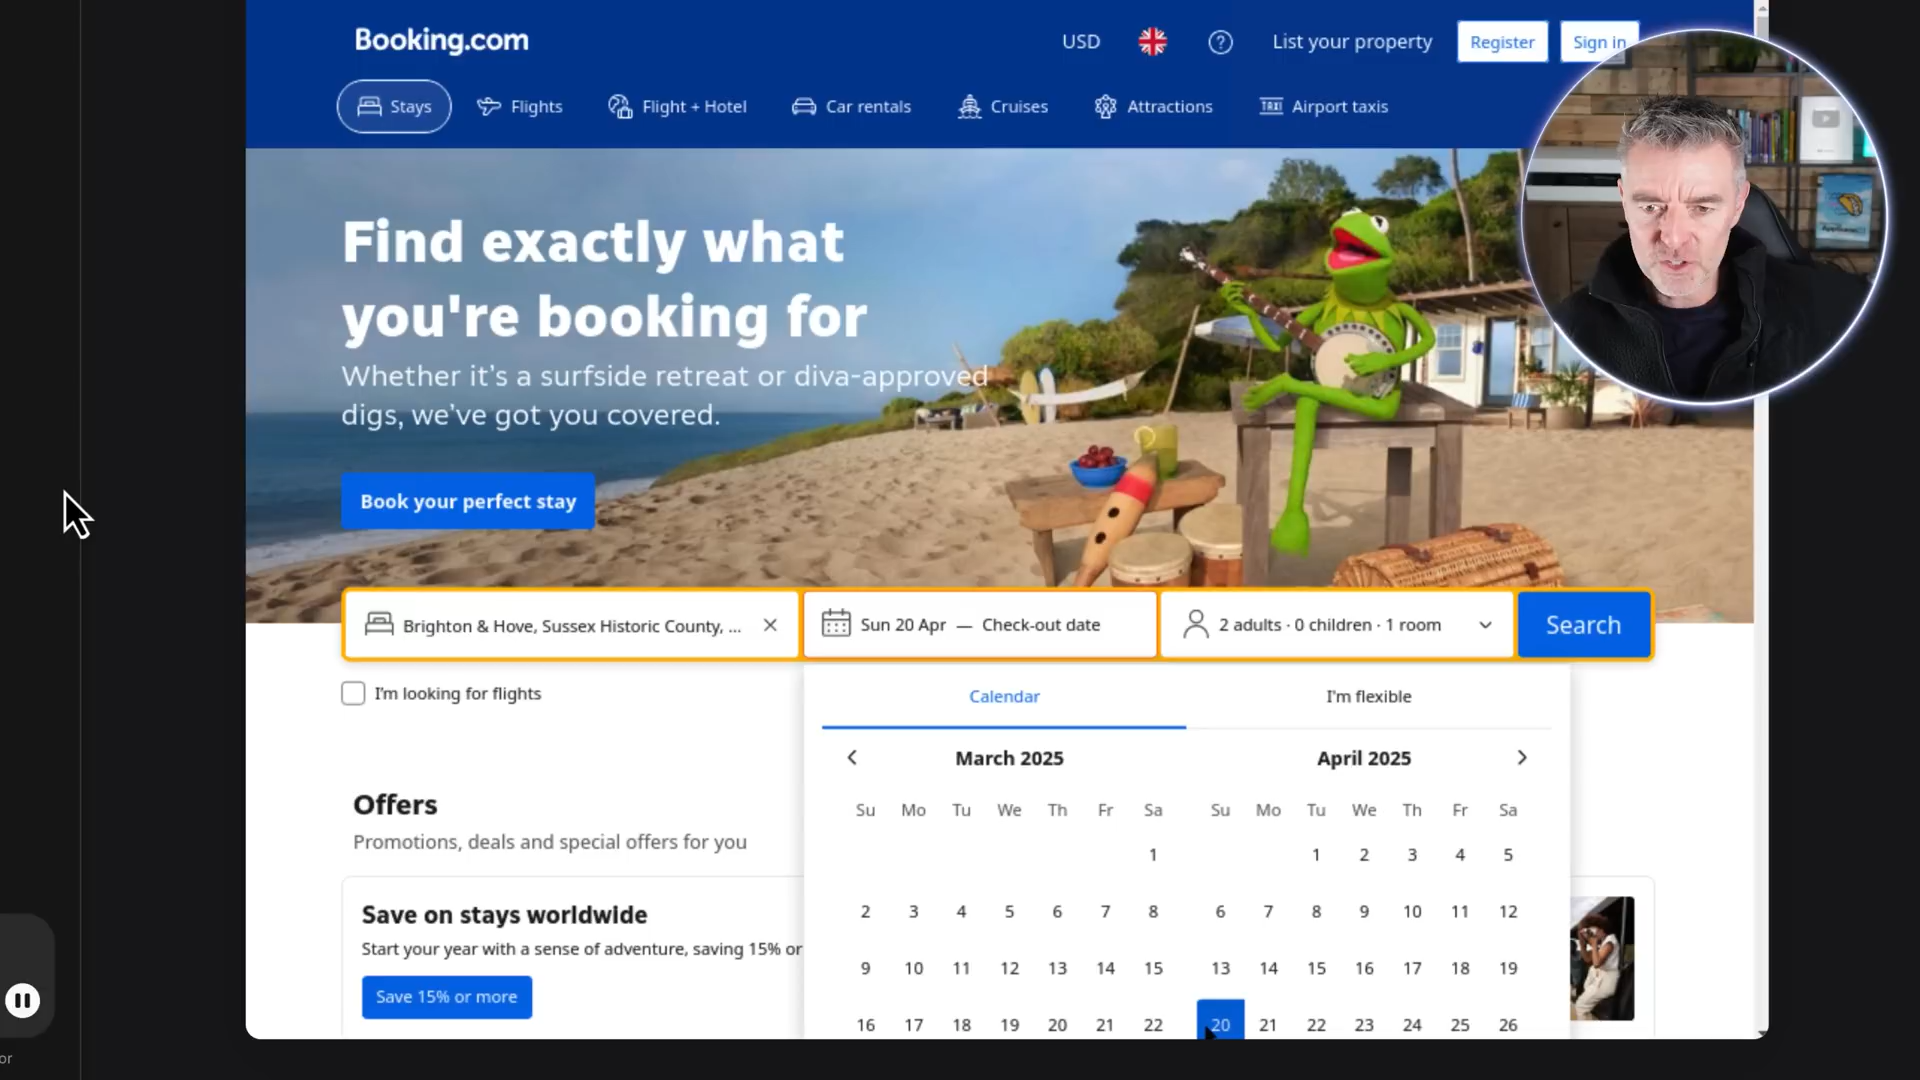 Booking.com
USD
List your property
Register
Sign in
Stays
Flights
Flight + Hotel
Car rentals
Cruises
Attractions
TAXI
Airport taxis
Find exactly what
you're booking for
Whether it’s a surfside retreat or diva-approved
digs, we’ve got you covered.
Book your perfect stay
Brighton & Hove, Sussex Historic County, ...
Sun 20 Apr — Check-out date
2 adults · 0 children · 1 room
Search
I'm looking for flights
Calendar
I'm flexible
March 2025
April 2025
Su Mo Tu We Th Fr Sa
Su Mo Tu We Th Fr Sa
1
1 2 3 4 5
2 3 4 5 6 7 8
6 7 8 9 10 11 12
9 10 11 12 13 14 15
13 14 15 16 17 18 19
16 17 18 19 20 21 22
20 21 22 23 24 25 26
Offers
Promotions, deals and special offers for you
Save on stays worldwide
Start your year with a sense of adventure, saving 15% or
Save 15% or more
or